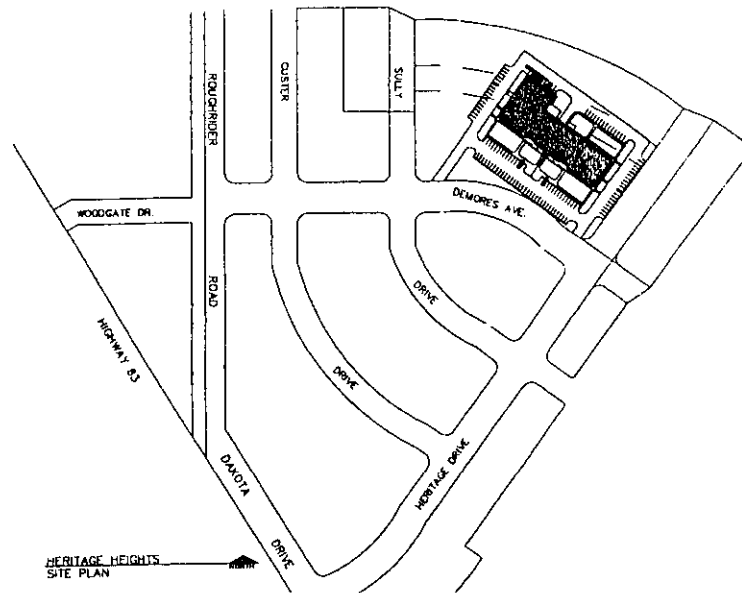 ROUGHRIDER
CUSTER
SULLY
DEMORES AVE.
WOODGATE DR.
ROAD
DRIVE
HIGHWAY 83
DRIVE
HERITAGE DRIVE
DAKOTA
DRIVE
HERITAGE HEIGHTS
SITE PLAN
NORTH